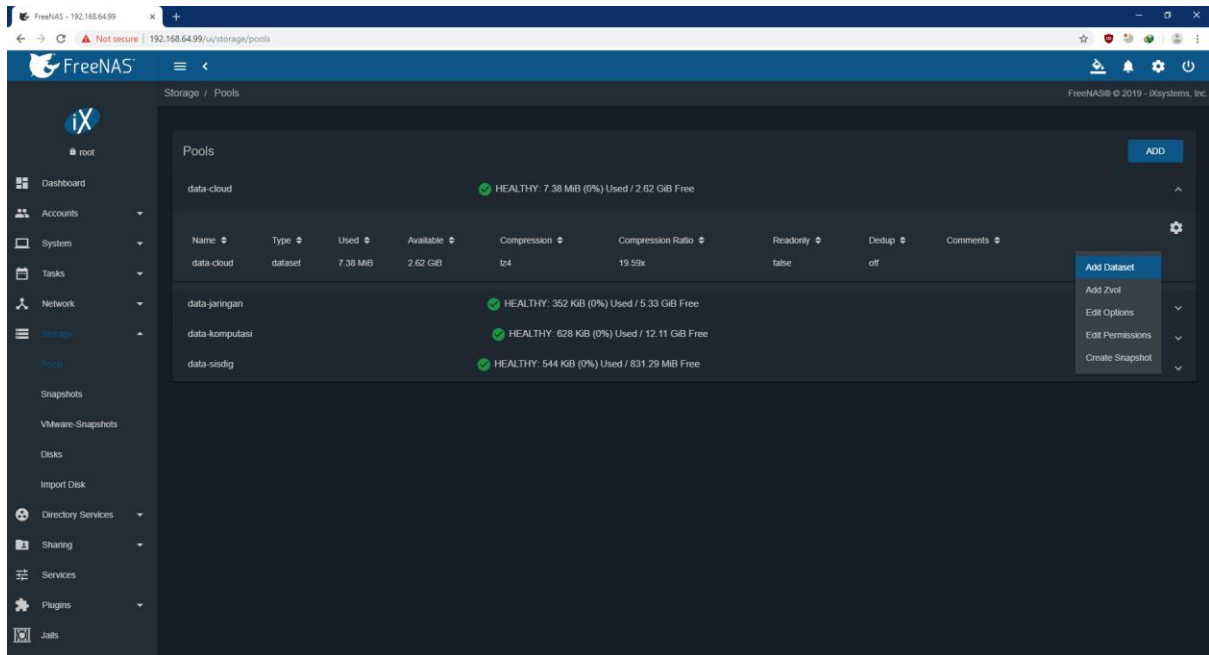 FreeNAS - 192.168.64.99
Not secure | 192.168.64.99/ui/storage/pools
FreeNAS
Storage / Pools
FreeNAS® © 2019 - iXsystems, Inc.
iX
root
Dashboard
Accounts
System
Tasks
Network
Storage
Pools
Snapshots
VMware-Snapshots
Disks
Import Disk
Directory Services
Sharing
Services
Plugins
Jails
Pools
ADD
data-cloud HEALTHY: 7.38 MiB (0%) Used / 2.62 GiB Free
Name Type Used Available Compression Compression Ratio Readonly Dedup Comments
data-cloud dataset 7.38 MiB 2.62 GiB lz4 19.59x false off
Add Dataset
Add Zvol
Edit Options
Edit Permissions
Create Snapshot
data-jaringan HEALTHY: 352 KiB (0%) Used / 5.33 GiB Free
data-komputasi HEALTHY: 628 KiB (0%) Used / 12.11 GiB Free
data-sisdig HEALTHY: 544 KiB (0%) Used / 831.29 MiB Free